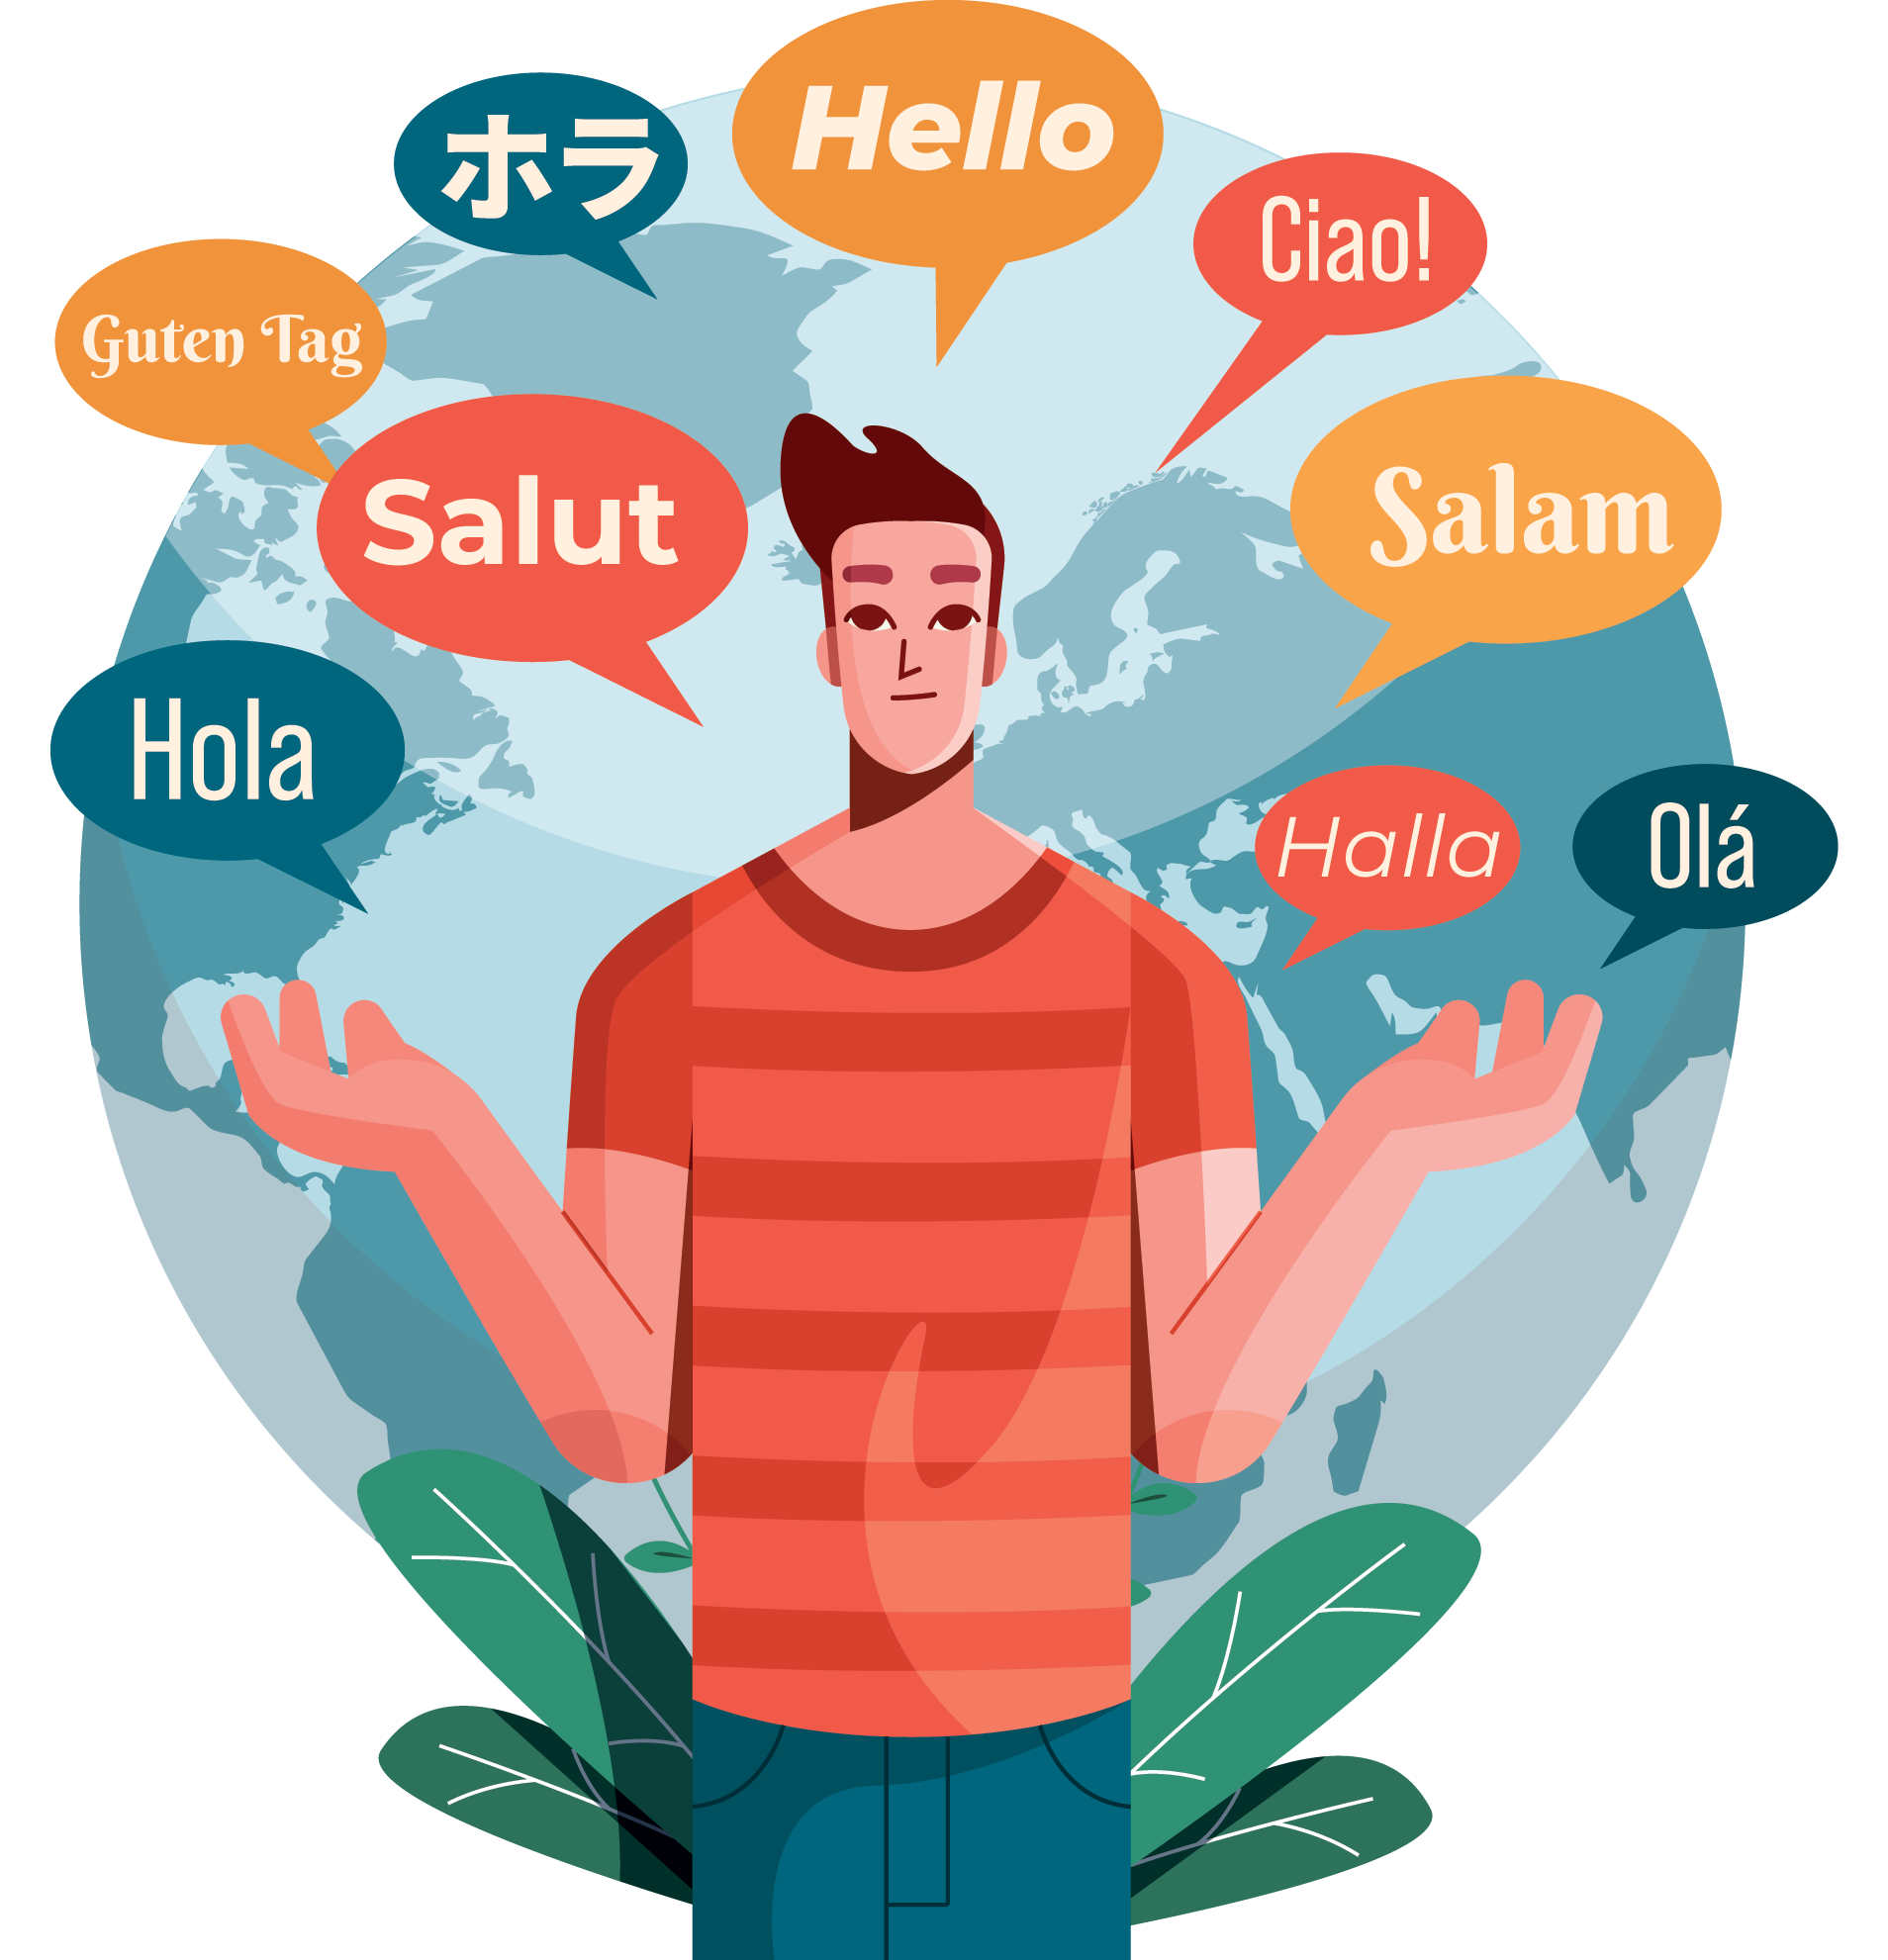 Hello
ホラ
Ciao!
Guten Tag
Salut
Salam
Hola
Halla
Olá